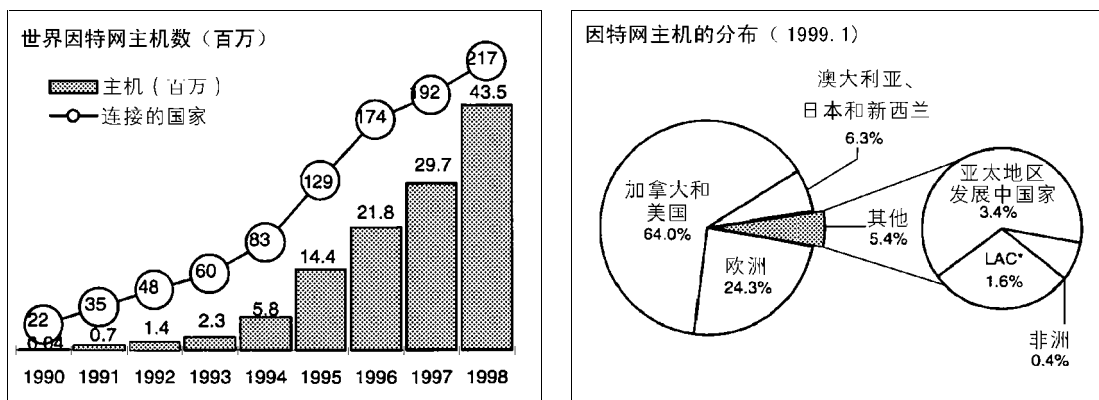 世界因特网主机数（百万）
主机（百万）
连接的国家
22
35
48
60
83
129
174
192
217
0.04
0.7
1.4
2.3
5.8
14.4
21.8
29.7
43.5
1990 1991 1992 1993 1994 1995 1996 1997 1998
因特网主机的分布（ 1999.1)
澳大利亚、
日本和新西兰
6.3%
加拿大和
美国
64.0%
其他
5.4%
欧洲
24.3%
亚太地区
发展中国家
3.4%
LAC*
1.6%
非洲
0.4%